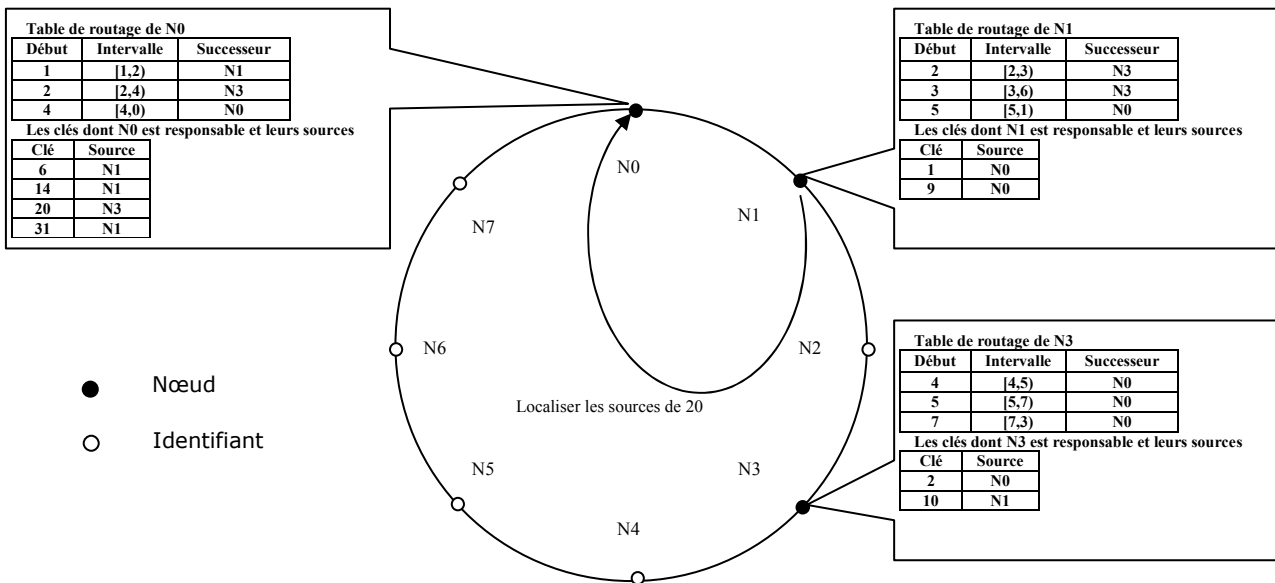 Table de routage de N0
Début Intervalle Successeur
1 [1,2) N1
2 [2,4) N3
4 [4,0) N0
Les clés dont N0 est responsable et leurs sources
Clé Source
6 N1
14 N1
20 N3
31 N1
Table de routage de N1
Début Intervalle Successeur
2 [2,3) N3
3 [3,6) N3
5 [5,1) N0
Les clés dont N1 est responsable et leurs sources
Clé Source
1 N0
9 N0
N0
N1
N7
N6
N2
Localiser les sources de 20
N5
N3
N4
Nœud
Identifiant
Table de routage de N3
Début Intervalle Successeur
4 [4,5) N0
5 [5,7) N0
7 [7,3) N0
Les clés dont N3 est responsable et leurs sources
Clé Source
2 N0
10 N1